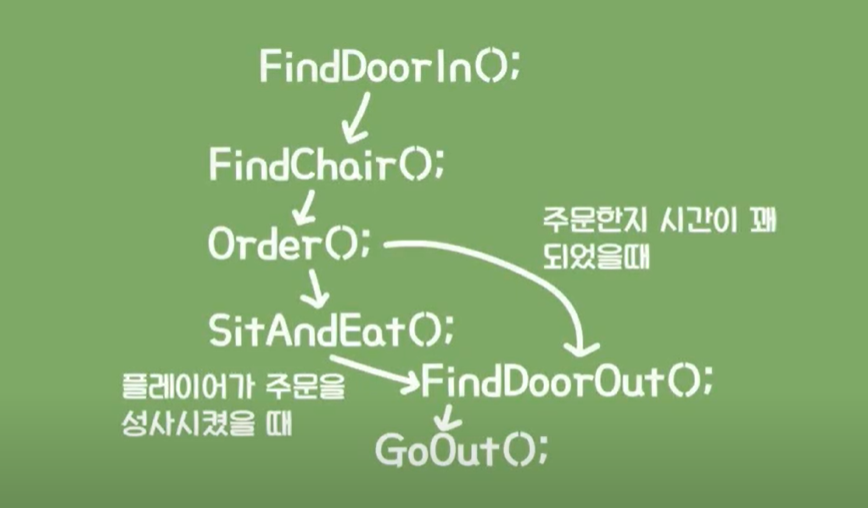 FindDoorIn();
FindChair();
Order();
주문한지 시간이 꽤
되었을때
SitAndEat();
플레이어가 주문을
성사시켰을 때
FindDoorOut();
GoOut();